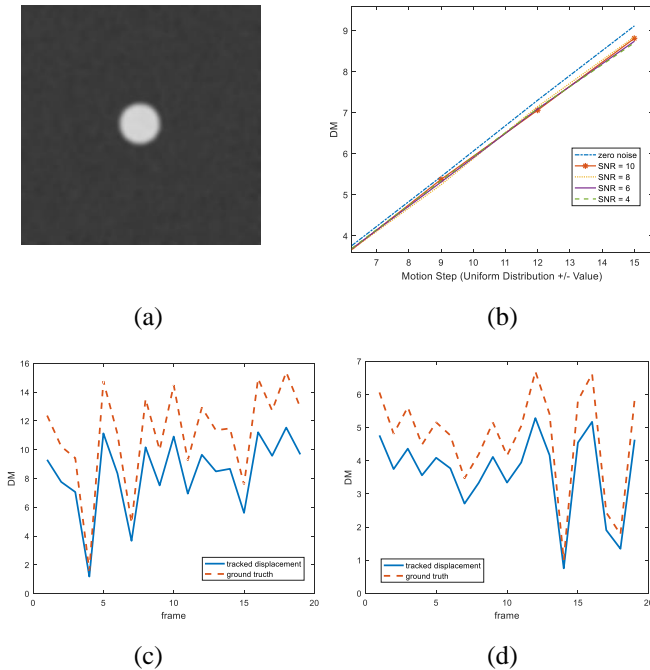 9
8
7
6
5
4
DM
zero noise
SNR = 10
SNR = 8
SNR = 6
SNR = 4
7 8 9 10 11 12 13 14 15
Motion Step (Uniform Distribution +/- Value)
(a)
(b)
16
14
12
10
8
6
4
2
0
DM
tracked displacement
ground tructh
0 5 10 15 20
frame
7
6
5
4
3
2
1
0
DM
tracked displacement
ground truth
0 5 10 15 20
frame
(c)
(d)